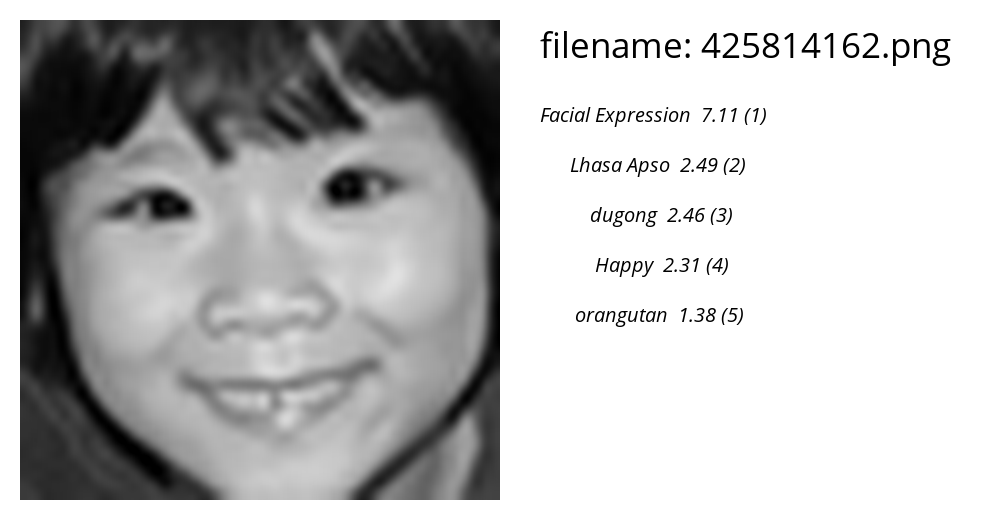 filename: 425814162.png
Facial Expression 7.11 (1)
Lhasa Apso 2.49 (2)
dugong 2.46 (3)
Happy 2.31 (4)
orangutan 1.38 (5)